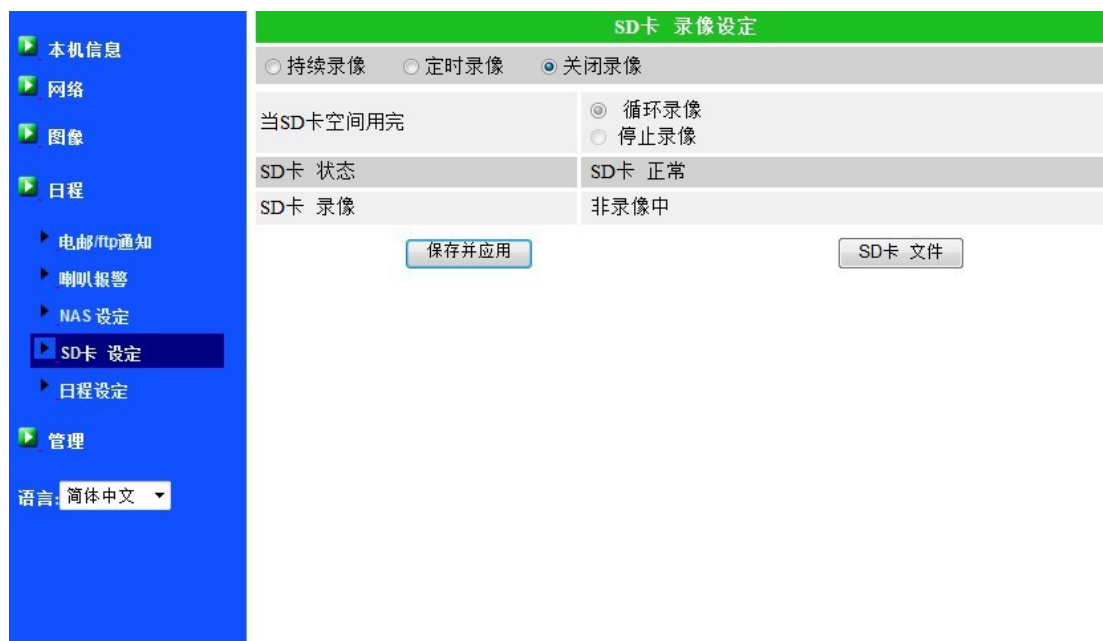 本机信息
网络
图像
日程
电邮/ftp通知
喇叭报警
NAS 设定
SD卡 设定
日程设定
管理
语言: 简体中文
SD卡 录像设定
持续录像 定时录像 关闭录像
当SD卡空间用完
循环录像
停止录像
SD卡 状态 SD卡 正常
SD卡 录像 非录像中
保存并应用 SD卡 文件